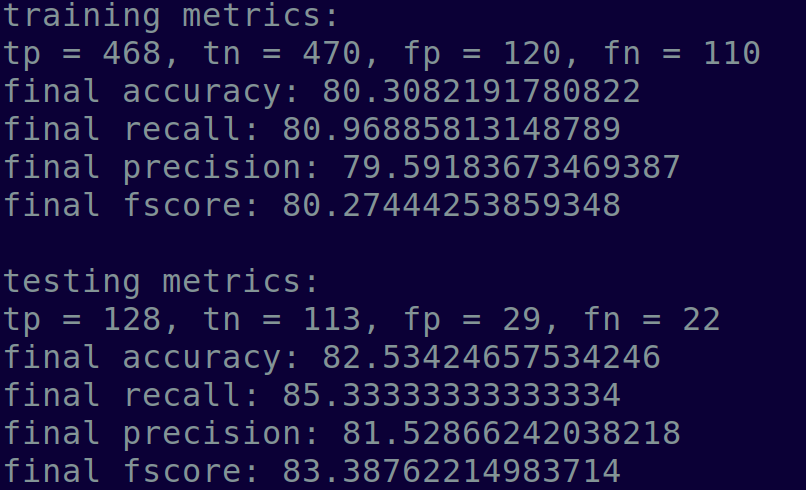 training metrics:
tp = 468, tn = 470, fp = 120, fn = 110
final accuracy: 80.3082191780822
final recall: 80.96885813148789
final precision: 79.59183673469387
final fscore: 80.27444253859348
testing metrics:
tp = 128, tn = 113, fp = 29, fn = 22
final accuracy: 82.53424657534246
final recall: 85.33333333333334
final precision: 81.52866242038218
final fscore: 83.38762214983714